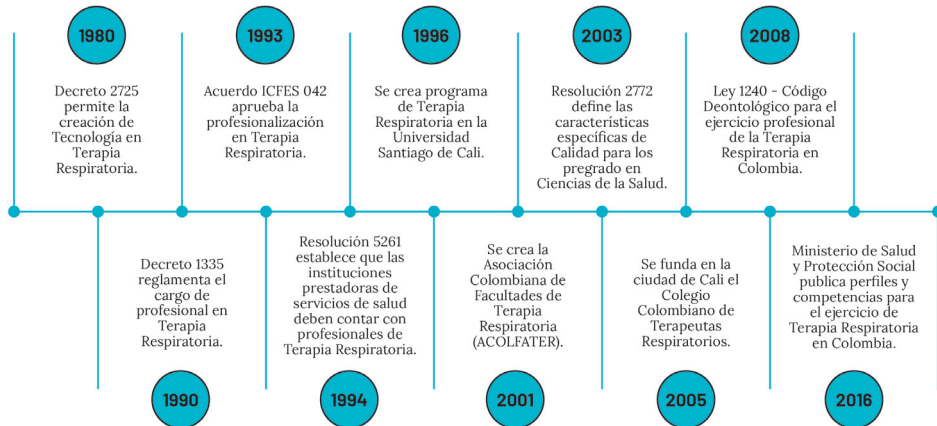 1980
Decreto 2725
permite la
creación de
Tecnología en
Terapia
Respiratoria.
1990
Decreto 1335
reglamenta el
cargo de
profesional en
Terapia
Respiratoria.
1993
Acuerdo ICFES 042
aprueba la
profesionalización
en Terapia
Respiratoria.
1994
Resolución 5261
establece que las
instituciones
prestadoras de
servicios de salud
deben contar con
profesionales de
Terapia Respiratoria.
1996
Se crea programa
de Terapia
Respiratoria en la
Universidad
Santiago de Cali.
2001
Se crea la
Asociación
Colombiana de
Facultades de
Terapia
Respiratoria
(ACOLFATER).
2003
Resolución 2772
define las
características
específicas de
Calidad para los
pregrado en
Ciencias de la Salud.
2005
Se funda en la
ciudad de Cali el
Colegio
Colombiano de
Terapeutas
Respiratorios.
2008
Ley 1240 - Código
Deontológico para el
ejercicio profesional
de la Terapia
Respiratoria en
Colombia.
2016
Ministerio de Salud
y Protección Social
publica perfiles y
competencias para
el ejercicio de
Terapia Respiratoria
en Colombia.